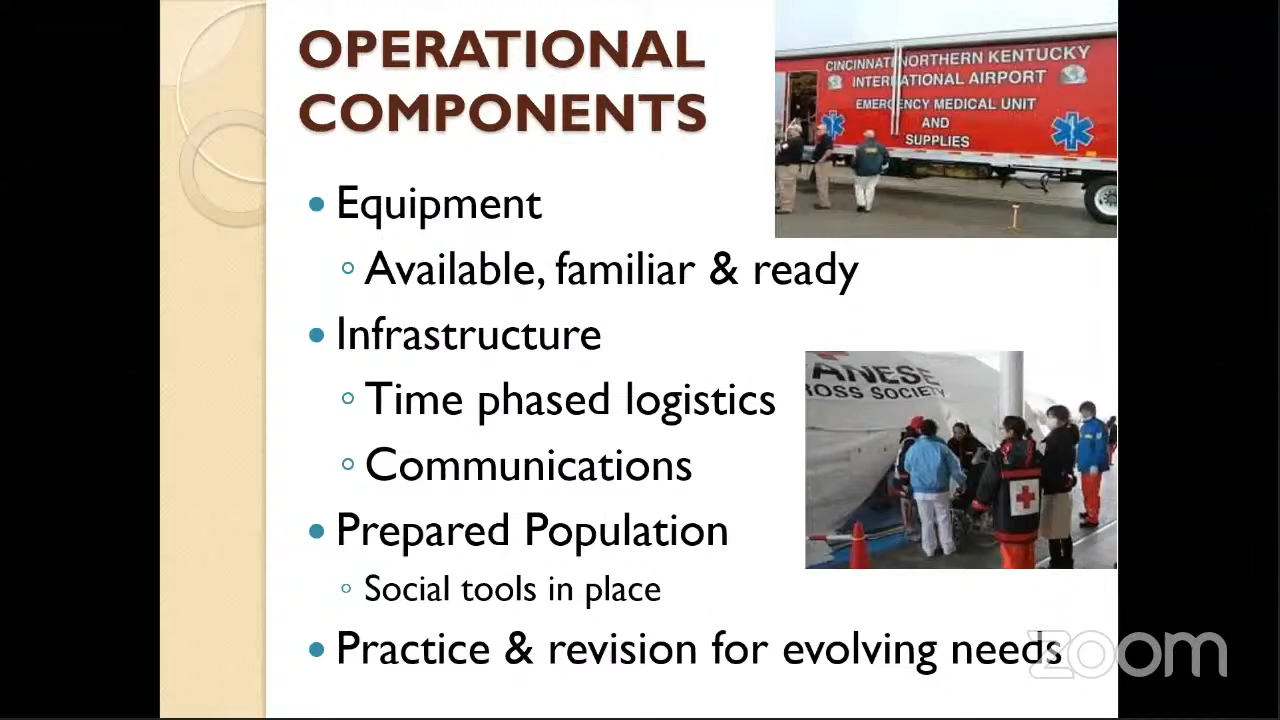 OPERATIONAL
COMPONENTS
CINCINNATI NORTHERN KENTUCKY
INTERNATIONAL AIRPORT
EMERGENCY MEDICAL UNIT
AND
SUPPLIES
• Equipment
◦ Available, familiar & ready
• Infrastructure
◦ Time phased logistics
◦ Communications
• Prepared Population
◦ Social tools in place
• Practice & revision for evolving needs
ANESE
ROSS SOCIETY
zoom